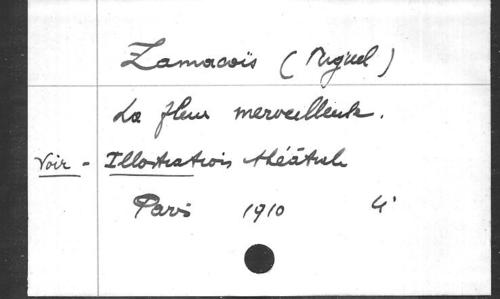 Zamacoïs (Miguel)
La fleur merveilleuse.
Voir - Illustration théâtrale
Paris 1910 4°